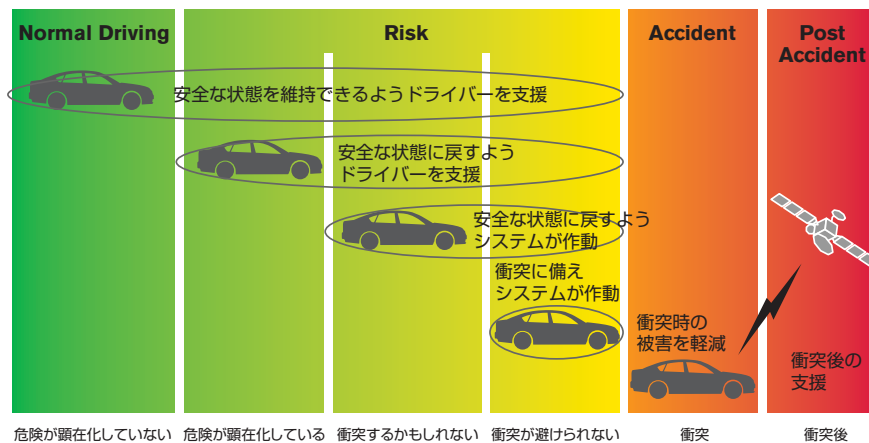 Normal Driving
Risk
Accident
Post
Accident
安全な状態を維持できるようドライバーを支援
安全な状態に戻すよう
ドライバーを支援
安全な状態に戻すよう
システムが作動
衝突に備え
システムが作動
衝突時の
被害を軽減
衝突後の
支援
危険が顕在化していない
危険が顕在化している
衝突するかもしれない
衝突が避けられない
衝突
衝突後